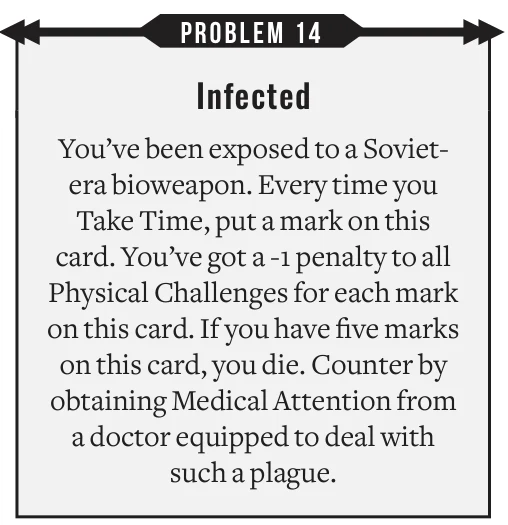 PROBLEM 14
Infected
You’ve been exposed to a Soviet-
era bioweapon. Every time you
Take Time, put a mark on this
card. You’ve got a -1 penalty to all
Physical Challenges for each mark
on this card. If you have five marks
on this card, you die. Counter by
obtaining Medical Attention from
a doctor equipped to deal with
such a plague.